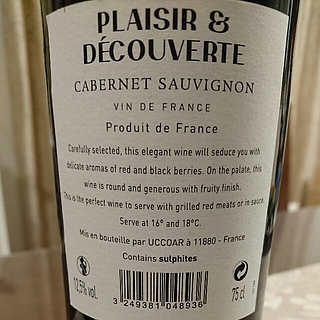 PLAISIR &
DÉCOUVERTE
CABERNET SAUVIGNON
VIN DE FRANCE
Produit de France
Carefully selected, this elegant wine will seduce you with
delicate aromas of red and black berries. On the palate, this
wine is round and generous with fruity finish.
This is the perfect wine to serve with grilled red meats or in sauce.
Serve at 16° and 18°C.
Mis en bouteille par UCCOAR à 11880 - France
Contains sulphites
12,5% vol.
75 cl
3 249381 048936